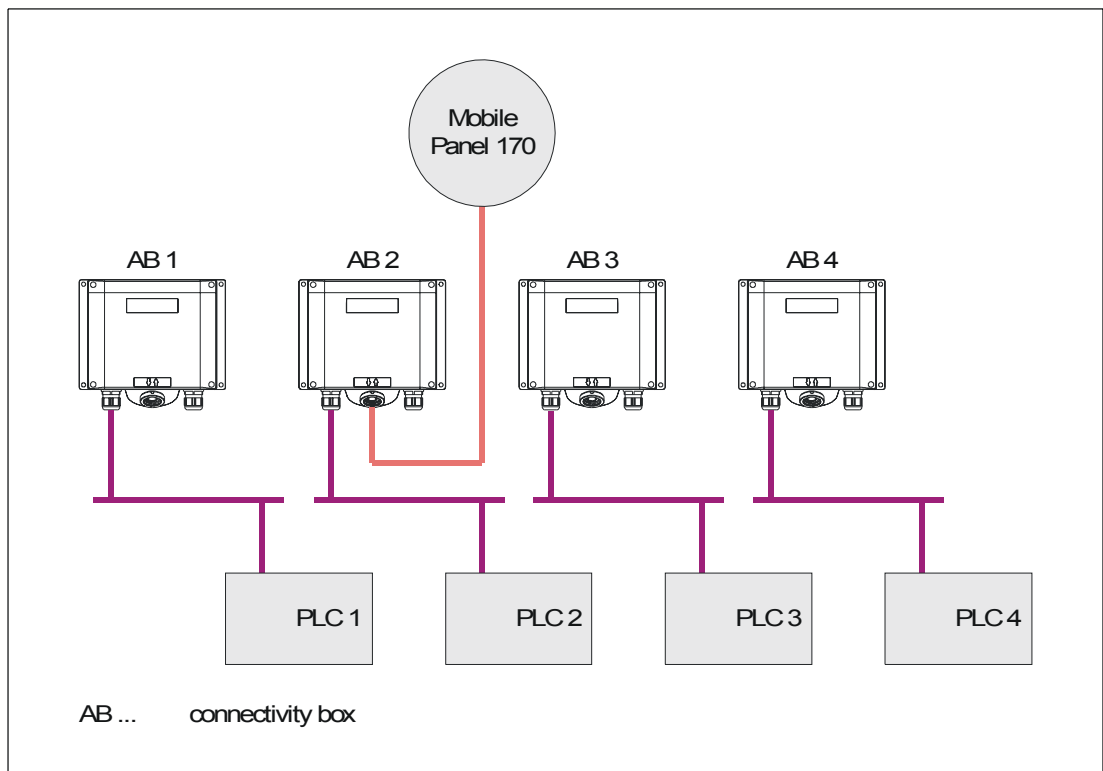 Mobile
Panel 170
AB 1
AB 2
AB 3
AB 4
PLC 1
PLC 2
PLC 3
PLC 4
AB ... connectivity box